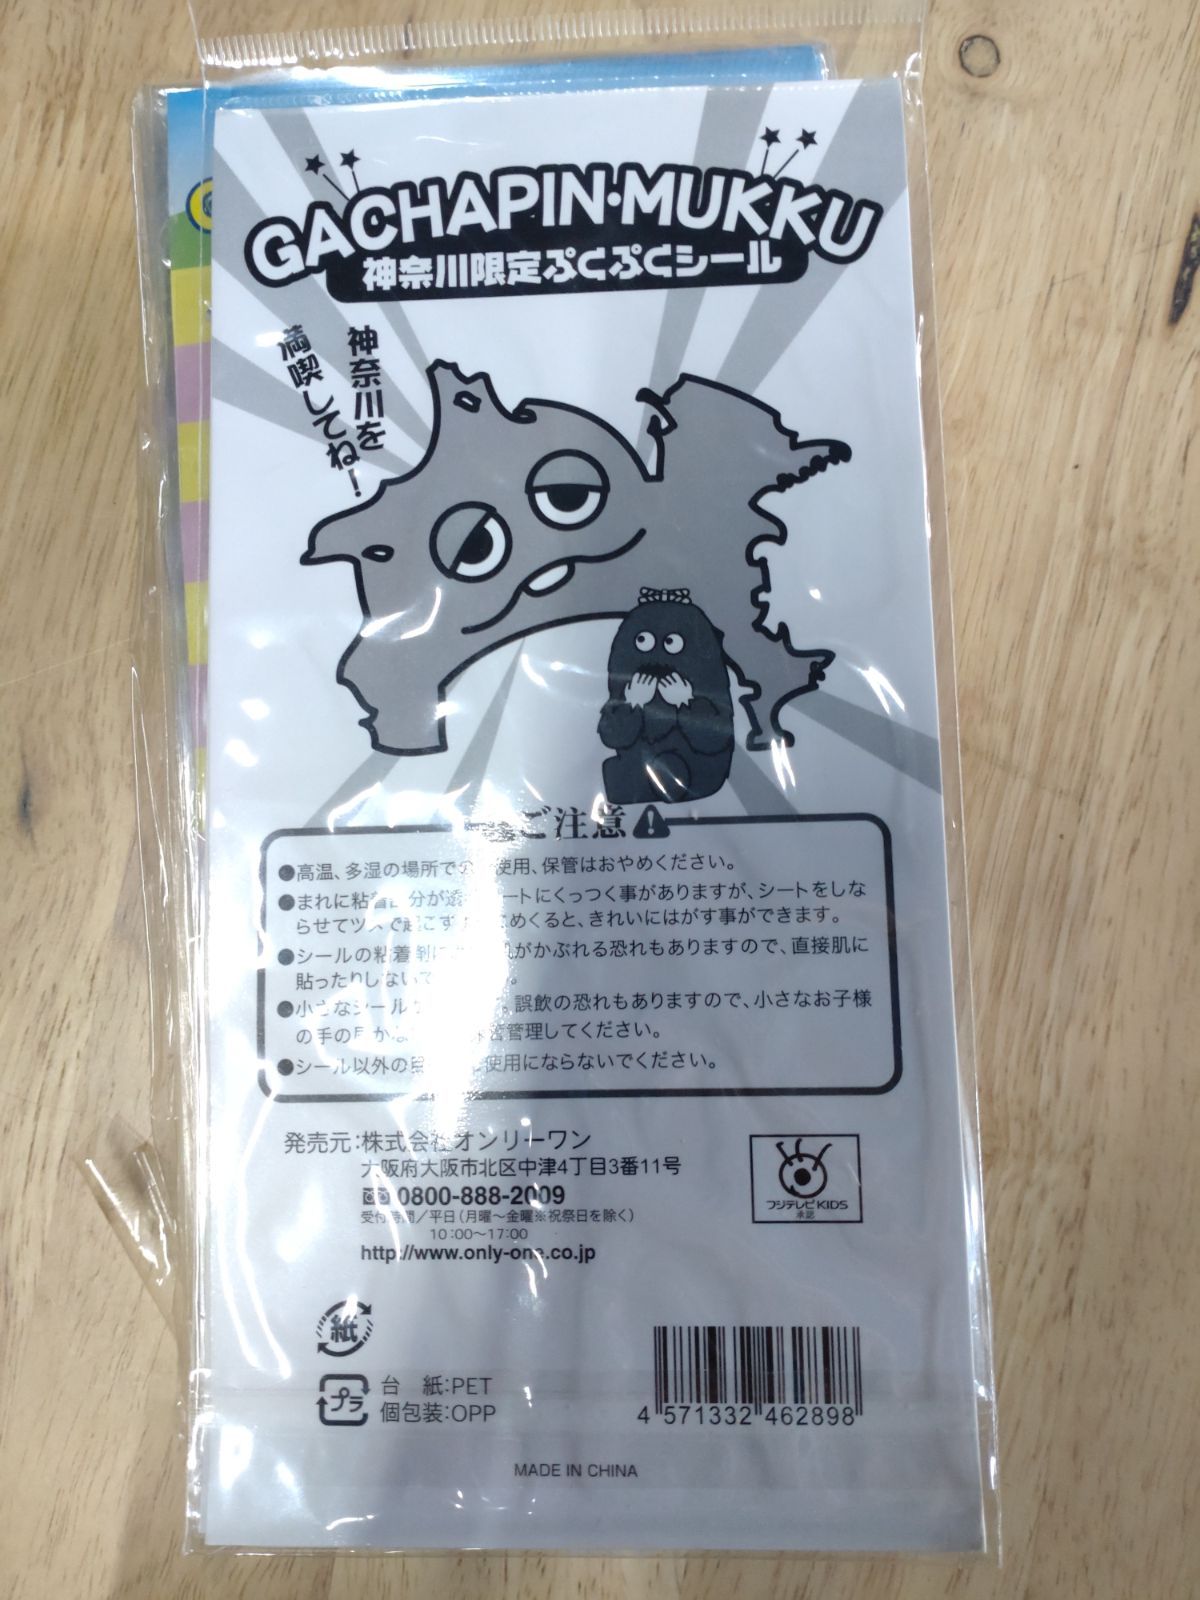 GACHAPIN・MUKKU
神奈川限定ぷくぷくシール
神奈川を
満喫してね!
ご注意
●高温、多湿の場所で 使用、保管はおやめください。
●まれに粘着 分が ートにくっつく事がありますが、シートをしな
らせてツメで起こす めくると、きれいにはがす事ができます。
●シールの粘着剤に がかぶれる恐れもありますので、直接肌に
貼ったりしない
●小さなシール 。誤飲の恐れもありますので、小さなお子様
の手の 管理してください。
●シール以外の 使用にならないでください。
発売元:株式会社オンリーワン
大阪府大阪市北区中津4丁目3番11号
0800-888-2009
受付時間/平日(月曜〜金曜※祝祭日を除く)
10:00〜17:00
http://www.only-one.co.jp
フジテレビKIDS
承認
紙
プラ
台 紙:PET
個包装:OPP
4 571332 462898
MADE IN CHINA